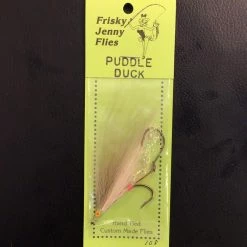 Frisky
Jenny
Flies
PUDDLE
DUCK
Hand Tied
Custom Made Flies